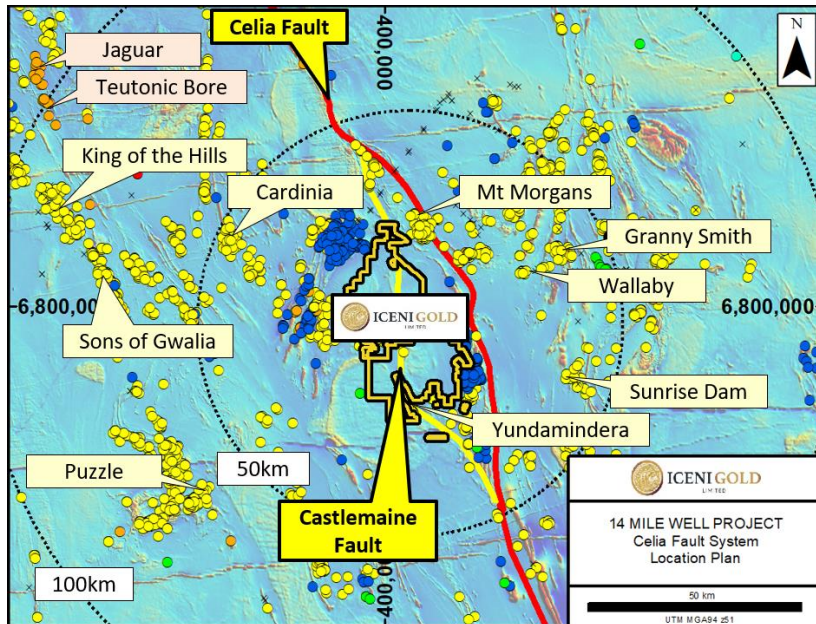 Celia Fault
400,000
N
Jaguar
Teutonic Bore
King of the Hills
Cardinia
Mt Morgans
Granny Smith
Wallaby
6,800,000
ICENI GOLD
LIMITED
6,800,000
Sons of Gwalia
Sunrise Dam
Yundamindera
Puzzle
50km
Castlemaine
Fault
100km
400,000
ICENI GOLD
LIMITED
14 MILE WELL PROJECT
Celia Fault System
Location Plan
50 km
UTM MGA94 z51